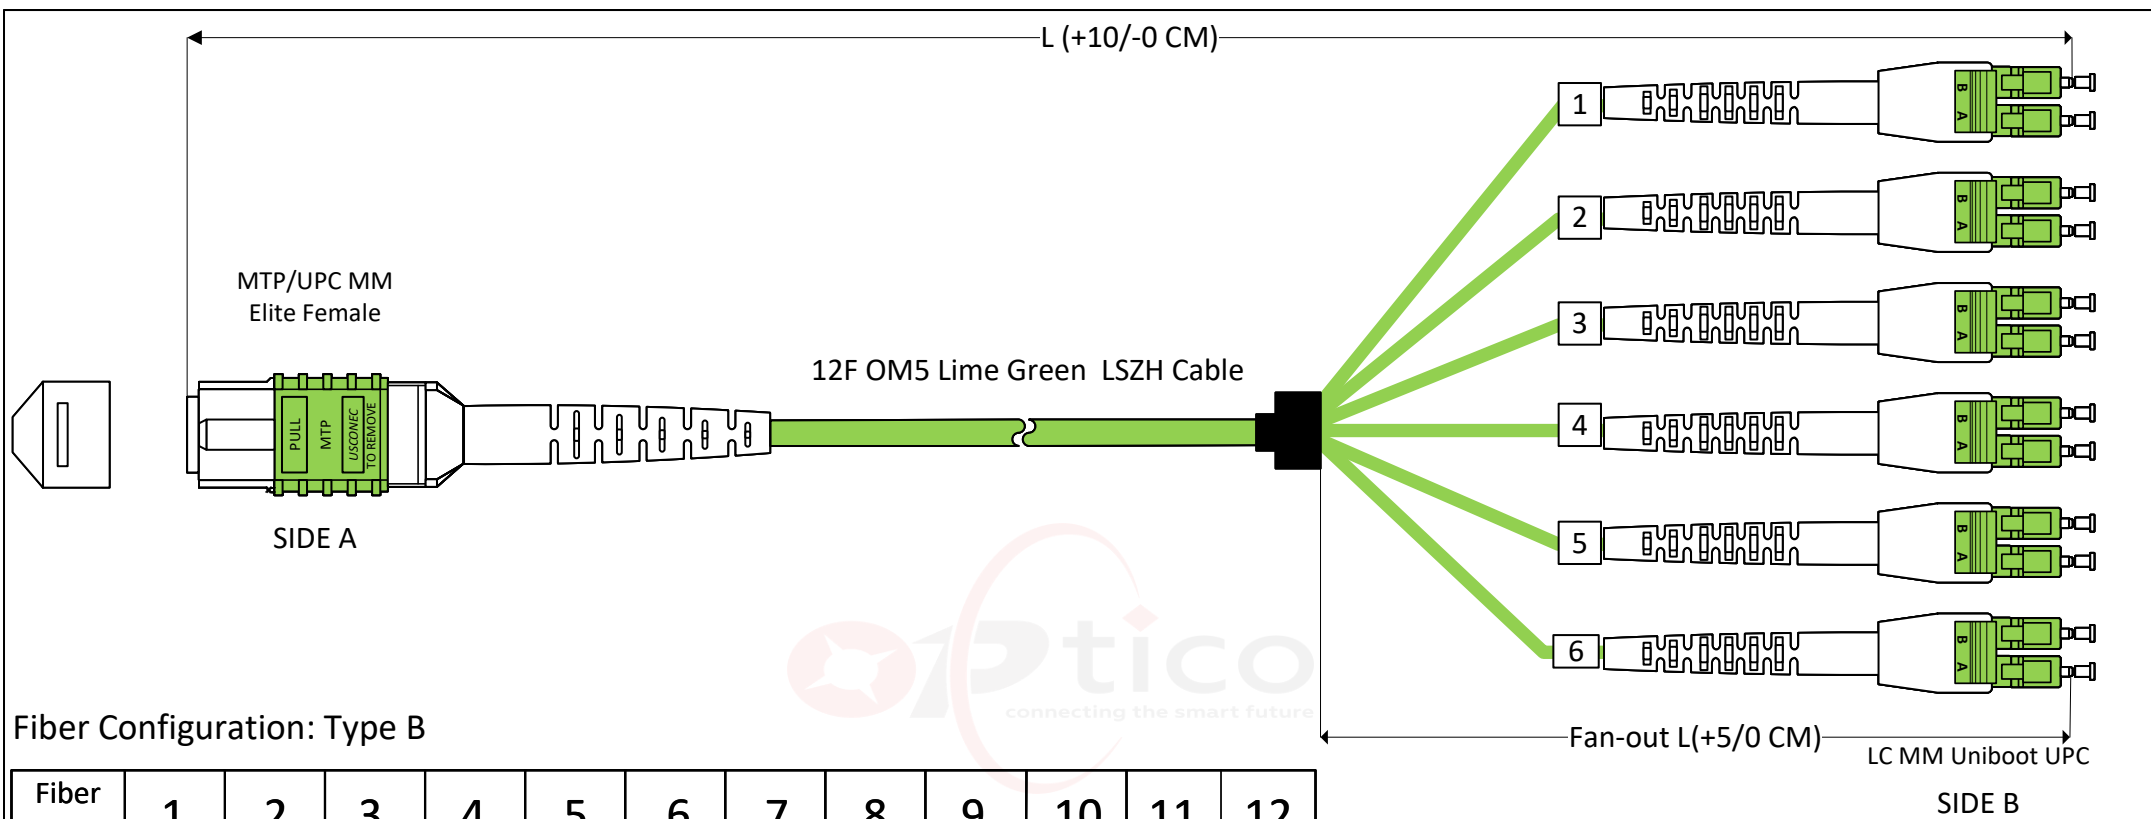 L (+10/-0 CM)
MTP/UPC MM
Elite Female
PULL
MTP
USCONEC
TO REMOVE
SIDE A
12F OM5 Lime Green LSZH Cable
1
B A
2
B A
3
B A
4
B A
5
B A
6
B A
OPtico
connecting the smart future
Fan-out L(+5/0 CM)
LC MM Uniboot UPC
SIDE B
Fiber Configuration: Type B
Fiber 1 2 3 4 5 6 7 8 9 10 11 12